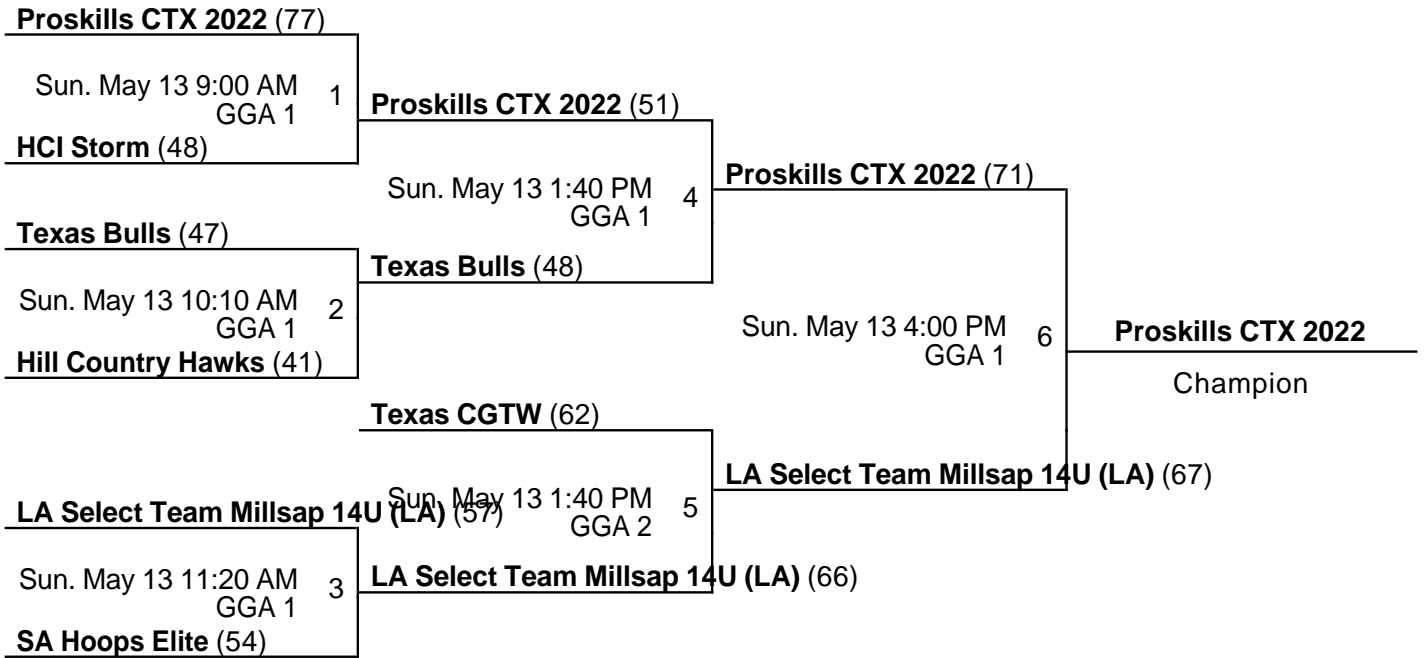 Proskills CTX 2022 (77)
Sun. May 13 9:00 AM
GGA 1
1
HCI Storm (48)
Proskills CTX 2022 (51)
Sun. May 13 1:40 PM
GGA 1
4
Proskills CTX 2022 (71)
Texas Bulls (47)
Sun. May 13 10:10 AM
GGA 1
2
Hill Country Hawks (41)
Texas Bulls (48)
Sun. May 13 4:00 PM
GGA 1
6
Proskills CTX 2022
Champion
Texas CGTW (62)
Sun. May 13 1:40 PM
GGA 2
5
LA Select Team Millsap 14U (LA) (67)
LA Select Team Millsap 14U (LA) (57)
Sun. May 13 11:20 AM
GGA 1
3
LA Select Team Millsap 14U (LA) (66)
SA Hoops Elite (54)